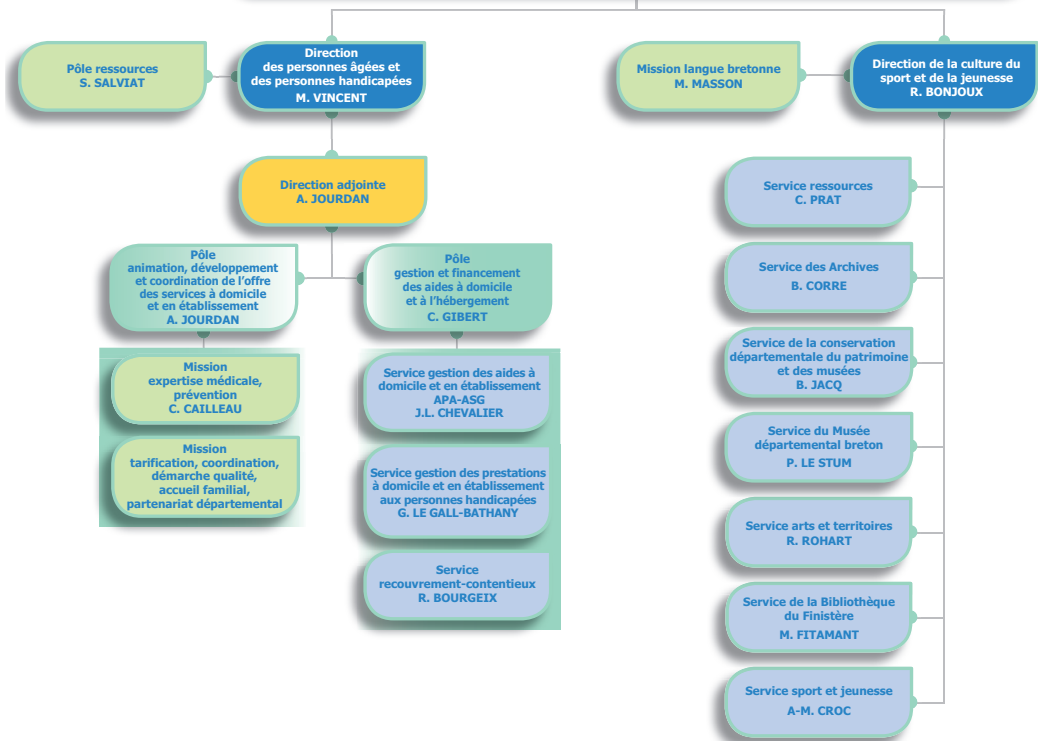 Pôle ressources
S. SALVIAT
Direction
des personnes âgées et
des personnes handicapées
M. VINCENT
Mission langue bretonne
M. MASSON
Direction de la culture du
sport et de la jeunesse
R. BONJOUX
Direction adjointe
A. JOURDAN
Pôle
animation, développement
et coordination de l'offre
des services à domicile
et en établissement
A. JOURDAN
Pôle
gestion et financement
des aides à domicile
et à l'hébergement
C. GIBERT
Mission
expertise médicale,
prévention
C. CAILLEAU
Mission
tarification, coordination,
démarche qualité,
accueil familial,
partenariat départemental
Service gestion des aides à
domicile et en établissement
APA-ASG
J.L. CHEVALIER
Service gestion des prestations
à domicile et en établissement
aux personnes handicapées
G. LE GALL-BATHANY
Service
recouvrement-contentieux
R. BOURGEIX
Service ressources
C. PRAT
Service des Archives
B. CORRE
Service de la conservation
départementale du patrimoine
et des musées
B. JACQ
Service du Musée
départemental breton
P. LE STUM
Service arts et territoires
R. ROHART
Service de la Bibliothèque
du Finistère
M. FITAMANT
Service sport et jeunesse
A-M. CROC